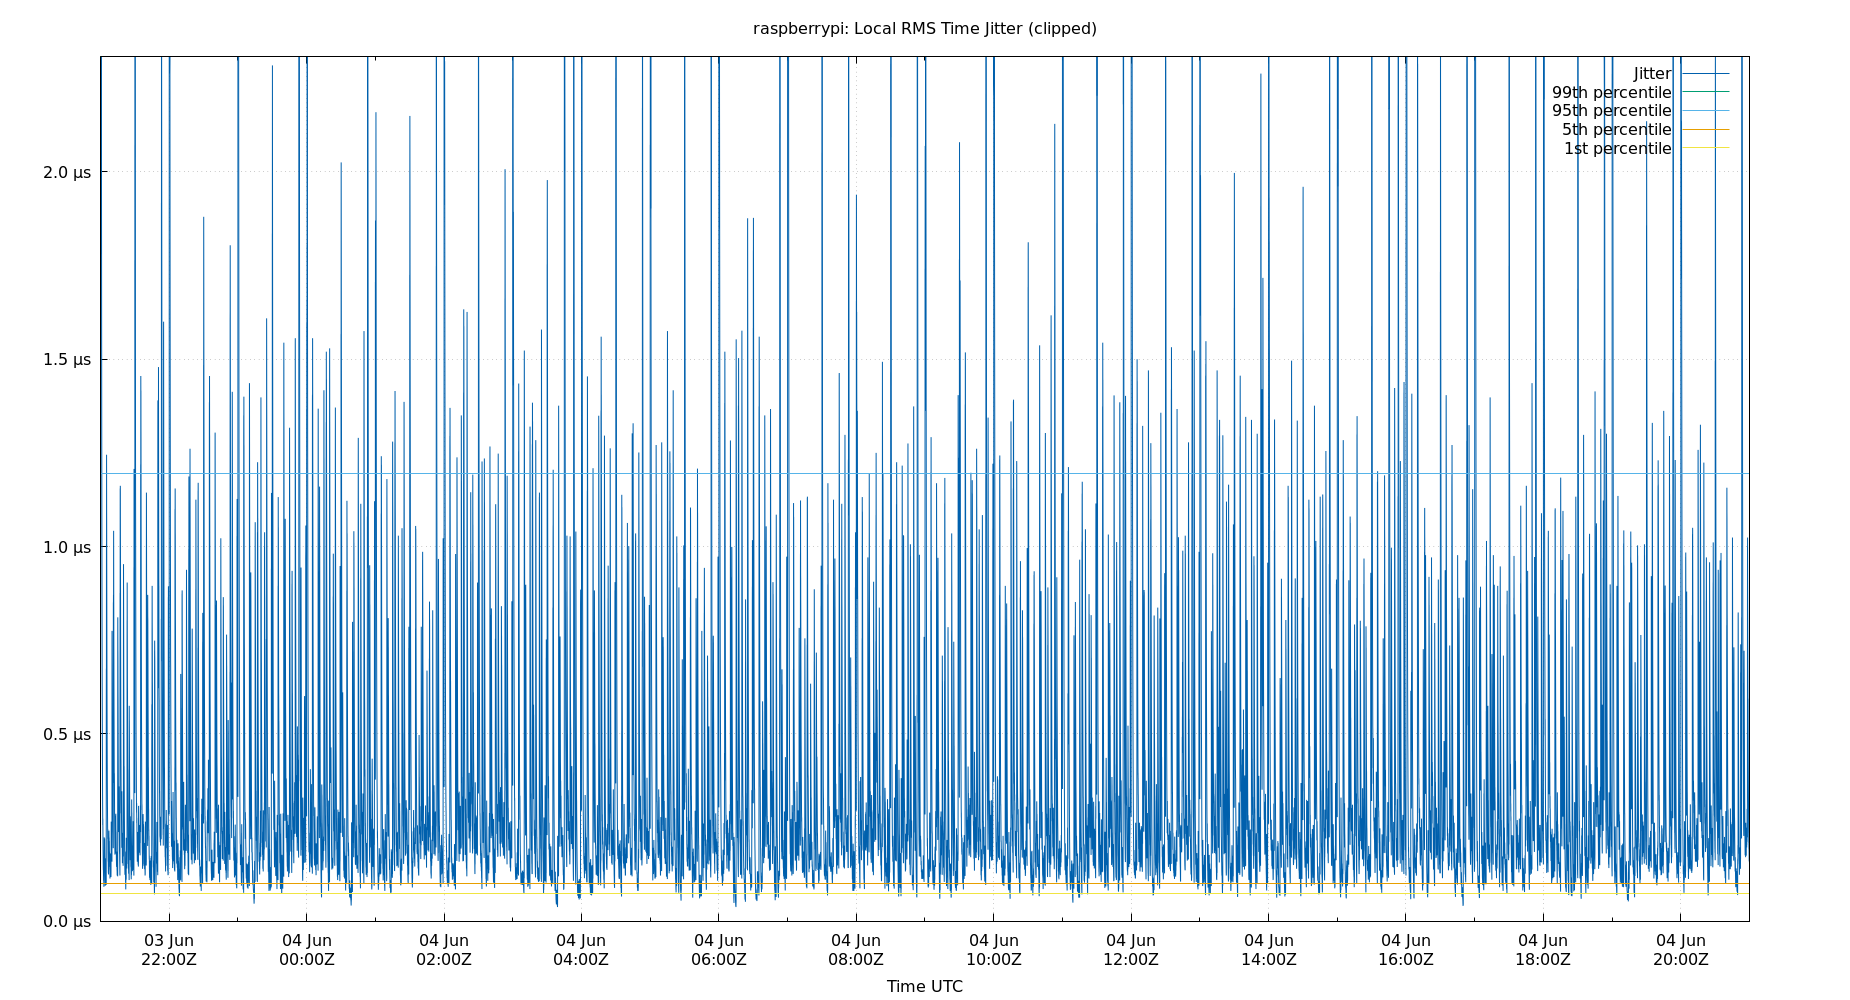 raspberrypi: Local RMS Time Jitter (clipped)
Jitter
99th percentile
95th percentile
5th percentile
1st percentile
2.0 µs
1.5 µs
1.0 µs
0.5 µs
0.0 µs
03 Jun 04 Jun 04 Jun 04 Jun 04 Jun 04 Jun 04 Jun 04 Jun 04 Jun 04 Jun 04 Jun 04 Jun
22:00Z 00:00Z 02:00Z 04:00Z 06:00Z 08:00Z 10:00Z 12:00Z 14:00Z 16:00Z 18:00Z 20:00Z
Time UTC